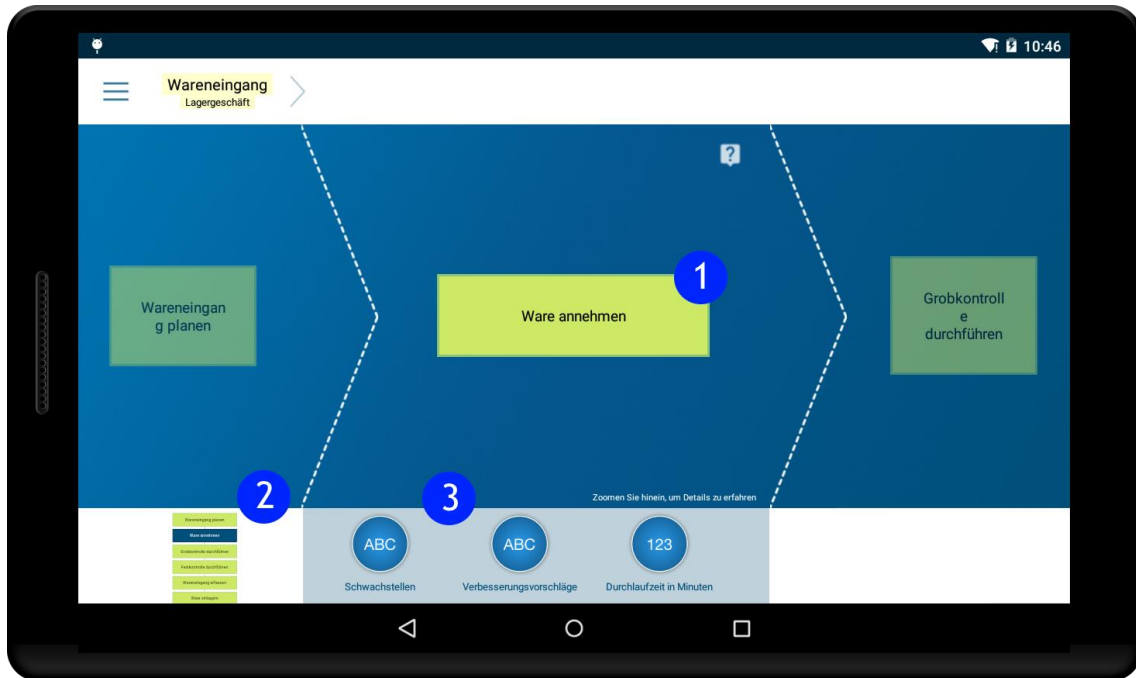 10:46
Wareneingang
Lagergeschäft
?
Wareneingan
g planen
1
Ware annehmen
Grobkontroll
e
durchführen
Zoomen Sie hinein, um Details zu erfahren
2
3
Wareneingang planen
Ware annehmen
Grobkontrolle durchführen
Feinkontrolle durchführen
Wareneingang erfassen
Ware einlagern
ABC
ABC
123
Schwachstellen
Verbesserungsvorschläge
Durchlaufzeit in Minuten